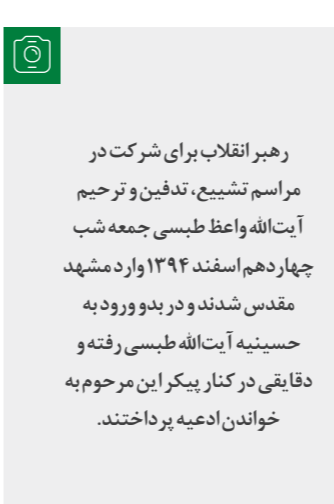 رهبر انقلاب برای شرکت در
مراسم تشییع، تدفین و ترحیم
آیت‌الله واعظ طبسی جمعه شب
چهاردهم اسفند ۱۳۹۴ وارد مشهد
مقدس شدند و در بدو ورود به
حسینیه آیت‌الله طبسی رفته و
دقایقی در کنار پیکر این مرحوم به
خواندن ادعیه پرداختند.